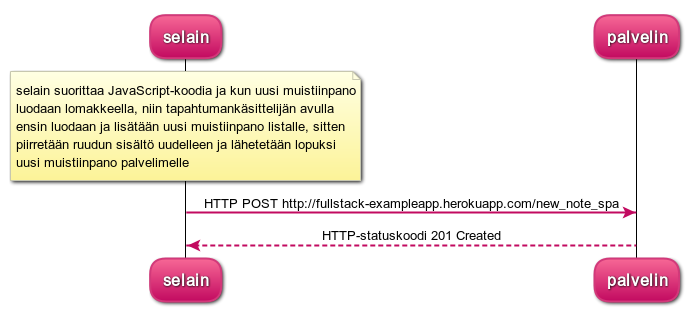 selain
palvelin
selain suorittaa JavaScript-koodia ja kun uusi muistiinpano
luodaan lomakkeella, niin tapahtumankäsittelijän avulla
ensin luodaan ja lisätään uusi muistiinpano listalle, sitten
piirretään ruudun sisältö uudelleen ja lähetetään lopuksi
uusi muistiinpano palvelimelle
HTTP POST http://fullstack-exampleapp.herokuapp.com/new_note_spa
HTTP-statuskoodi 201 Created
selain
palvelin